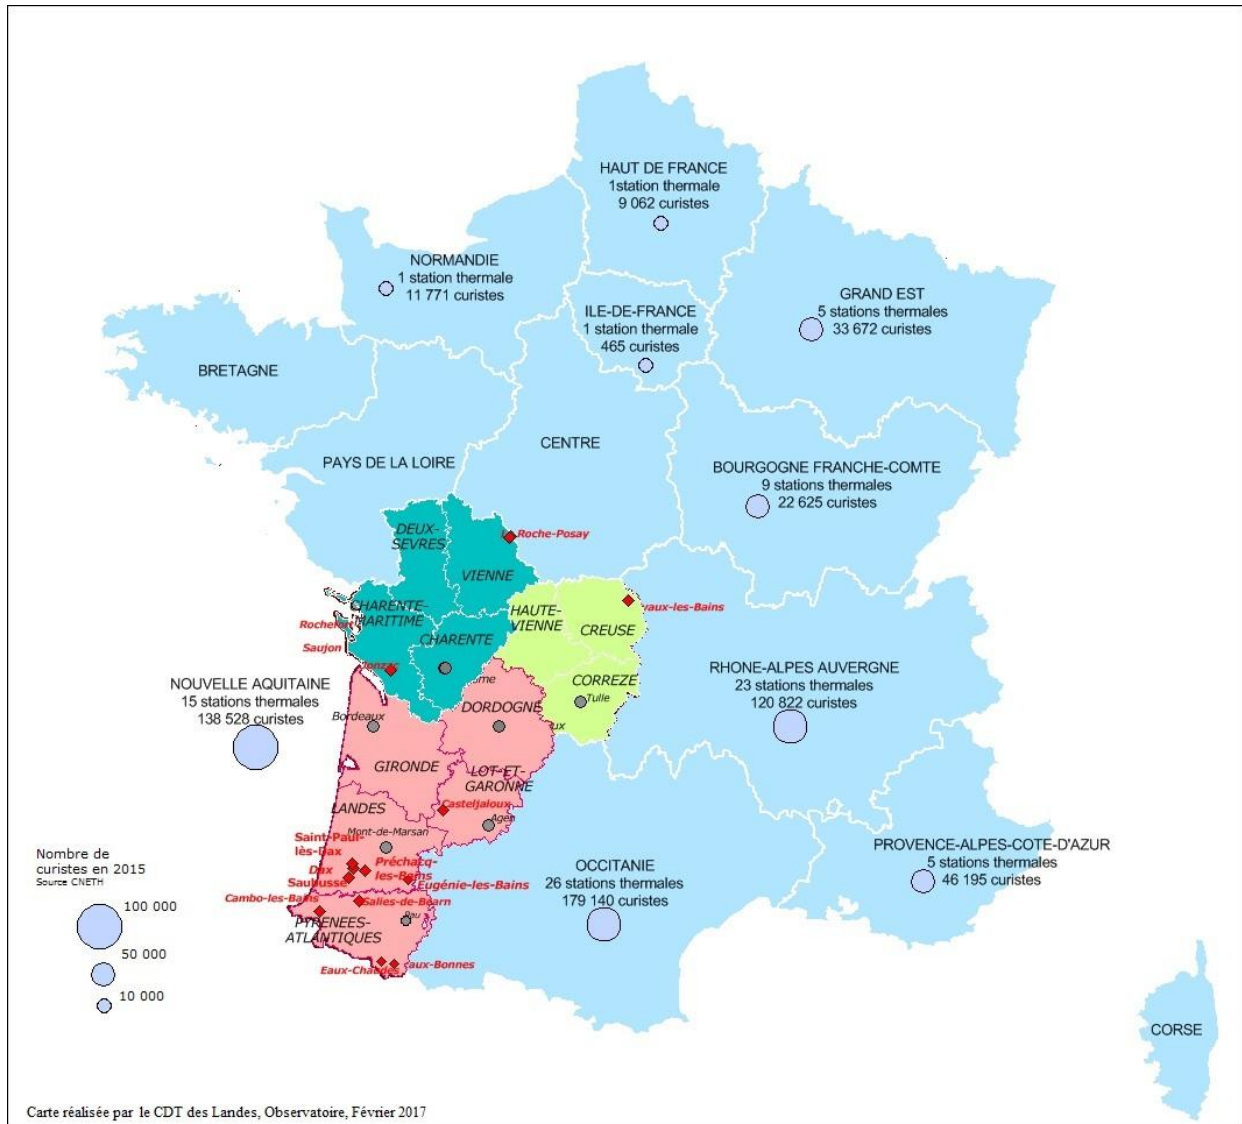 HAUT DE FRANCE
1station thermale
9 062 curistes
NORMANDIE
1 station thermale
11 771 curistes
ILE-DE-FRANCE
1 station thermale
465 curistes
GRAND EST
5 stations thermales
33 672 curistes
BRETAGNE
PAYS DE LA LOIRE
CENTRE
BOURGOGNE FRANCHE-COMTE
9 stations thermales
22 625 curistes
DEUX-
SEVRES
Roche-Posay
VIENNE
CHARENTE-
MARITIME
HAUTE-
VIENNE
vaux-les-Bains
CREUSE
Rochefort
CHARENTE
Saujon
Jonzac
NOUVELLE AQUITAINE
15 stations thermales
138 528 curistes
RHONE-ALPES AUVERGNE
23 stations thermales
120 822 curistes
CORREZE
Tulle
DORDOGNE
Bordeaux
GIRONDE
LOT-ET-
GARONNE
LANDES
Casteljaloux
Agen
Mont-de-Marsan
Saint-Paul-
lès-Dax
Dax
Saubusse
Préchacq-
les-Bains
Eugénie-les-Bains
Cambo-les-Bains
Salies-de-Béarn
Pau
PYRENEES-
ATLANTIQUES
Eaux-Chaudes
aux-Bonnes
OCCITANIE
26 stations thermales
179 140 curistes
PROVENCE-ALPES-COTE-D'AZUR
5 stations thermales
46 195 curistes
CORSE
Nombre de
curistes en 2015
Source CNETH
100 000
50 000
10 000
Carte réalisée par le CDT des Landes, Observatoire, Février 2017